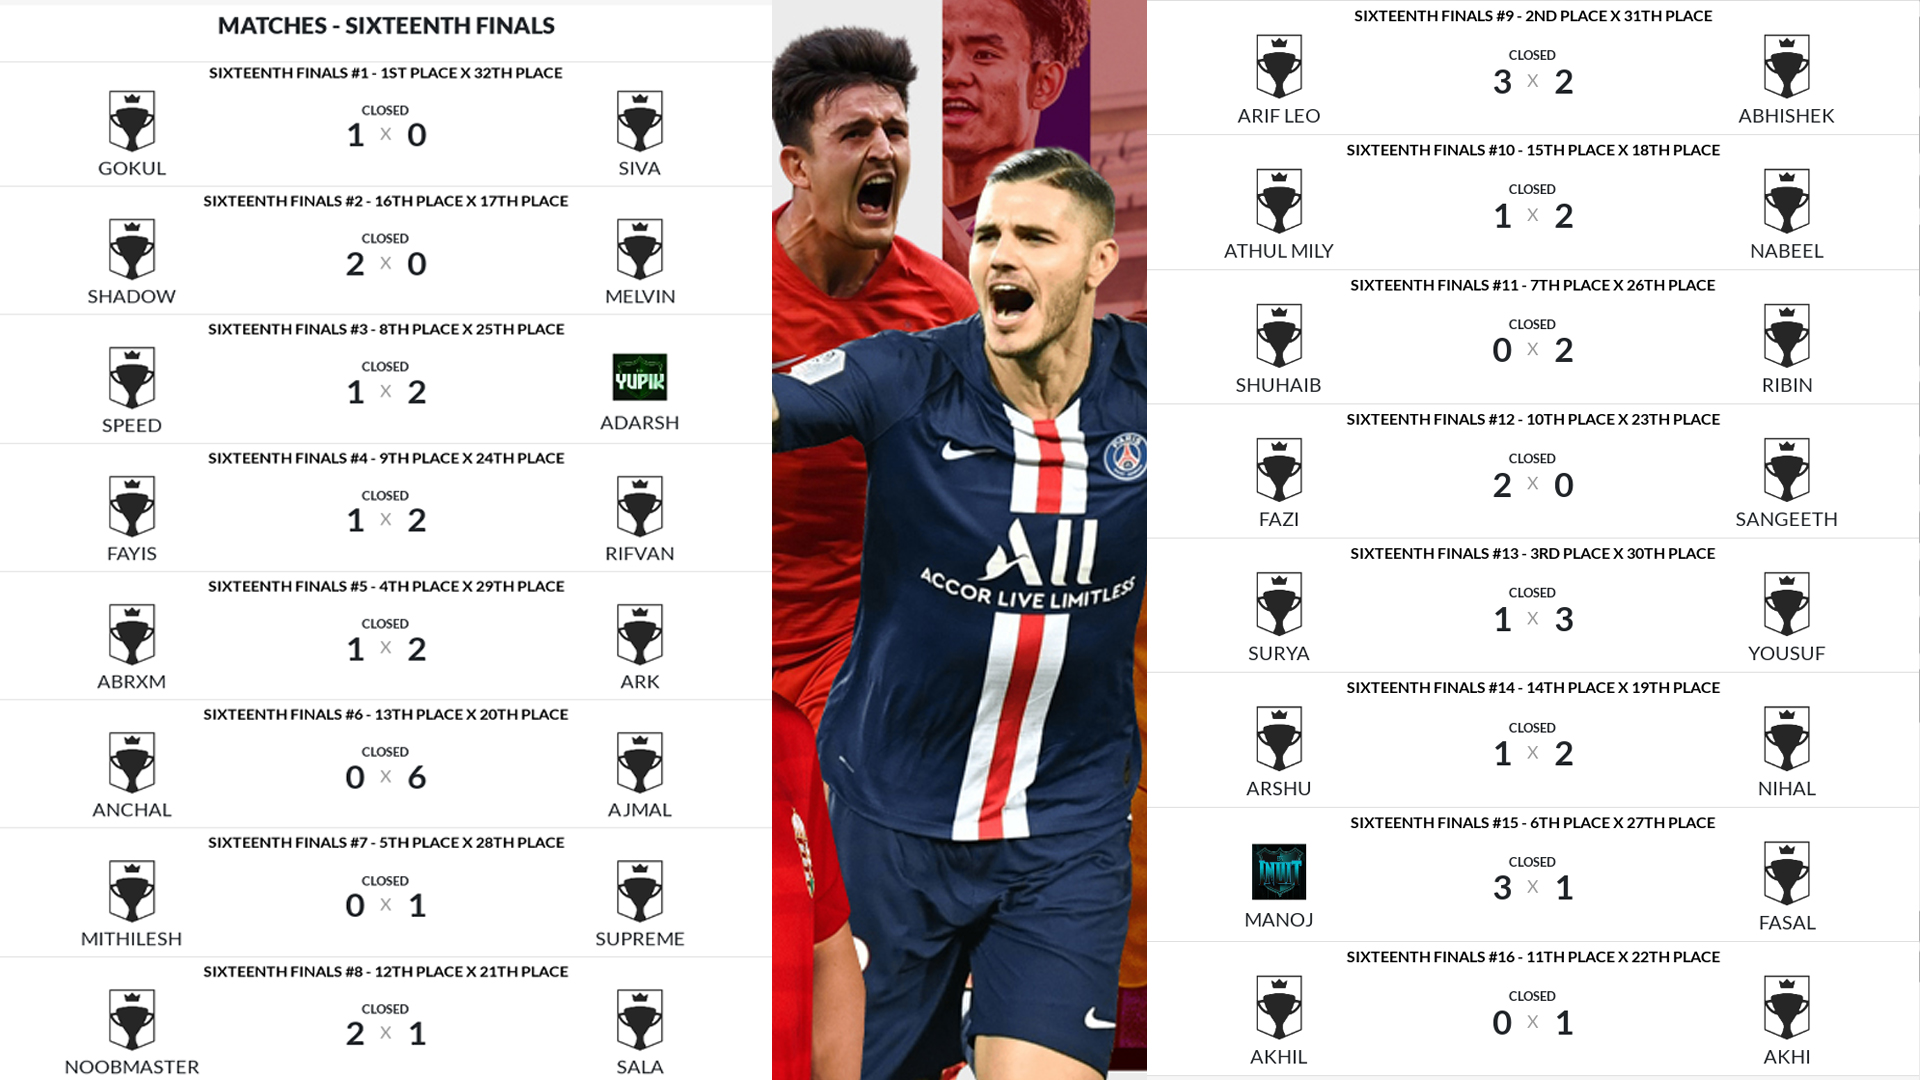 MATCHES - SIXTEENTH FINALS
SIXTEENTH FINALS #1 - 1ST PLACE X 32TH PLACE
CLOSED
1 X 0
GOKUL
SIVA
SIXTEENTH FINALS #2 - 16TH PLACE X 17TH PLACE
CLOSED
2 X 0
SHADOW
MELVIN
SIXTEENTH FINALS #3 - 8TH PLACE X 25TH PLACE
CLOSED
1 X 2
YUPIK
SPEED
ADARSH
SIXTEENTH FINALS #4 - 9TH PLACE X 24TH PLACE
CLOSED
1 X 2
FAYIS
RIFVAN
SIXTEENTH FINALS #5 - 4TH PLACE X 29TH PLACE
CLOSED
1 X 2
ABRXM
ARK
SIXTEENTH FINALS #6 - 13TH PLACE X 20TH PLACE
CLOSED
0 X 6
ANCHAL
AJMAL
SIXTEENTH FINALS #7 - 5TH PLACE X 28TH PLACE
CLOSED
0 X 1
MITHILESH
SUPREME
SIXTEENTH FINALS #8 - 12TH PLACE X 21TH PLACE
CLOSED
2 X 1
NOOBMASTER
SALA
PARIS
ALL
ACCOR LIVE LIMITLESS
SIXTEENTH FINALS #9 - 2ND PLACE X 31TH PLACE
CLOSED
3 X 2
ARIF LEO
ABHISHEK
SIXTEENTH FINALS #10 - 15TH PLACE X 18TH PLACE
CLOSED
1 X 2
ATHUL MILY
NABEEL
SIXTEENTH FINALS #11 - 7TH PLACE X 26TH PLACE
CLOSED
0 X 2
SHUHAIB
RIBIN
SIXTEENTH FINALS #12 - 10TH PLACE X 23TH PLACE
CLOSED
2 X 0
FAZI
SANGEETH
SIXTEENTH FINALS #13 - 3RD PLACE X 30TH PLACE
CLOSED
1 X 3
SURYA
YOUSUF
SIXTEENTH FINALS #14 - 14TH PLACE X 19TH PLACE
CLOSED
1 X 2
ARSHU
NIHAL
SIXTEENTH FINALS #15 - 6TH PLACE X 27TH PLACE
CLOSED
INUIT
3 X 1
MANOJ
FASAL
SIXTEENTH FINALS #16 - 11TH PLACE X 22TH PLACE
CLOSED
0 X 1
AKHIL
AKHI